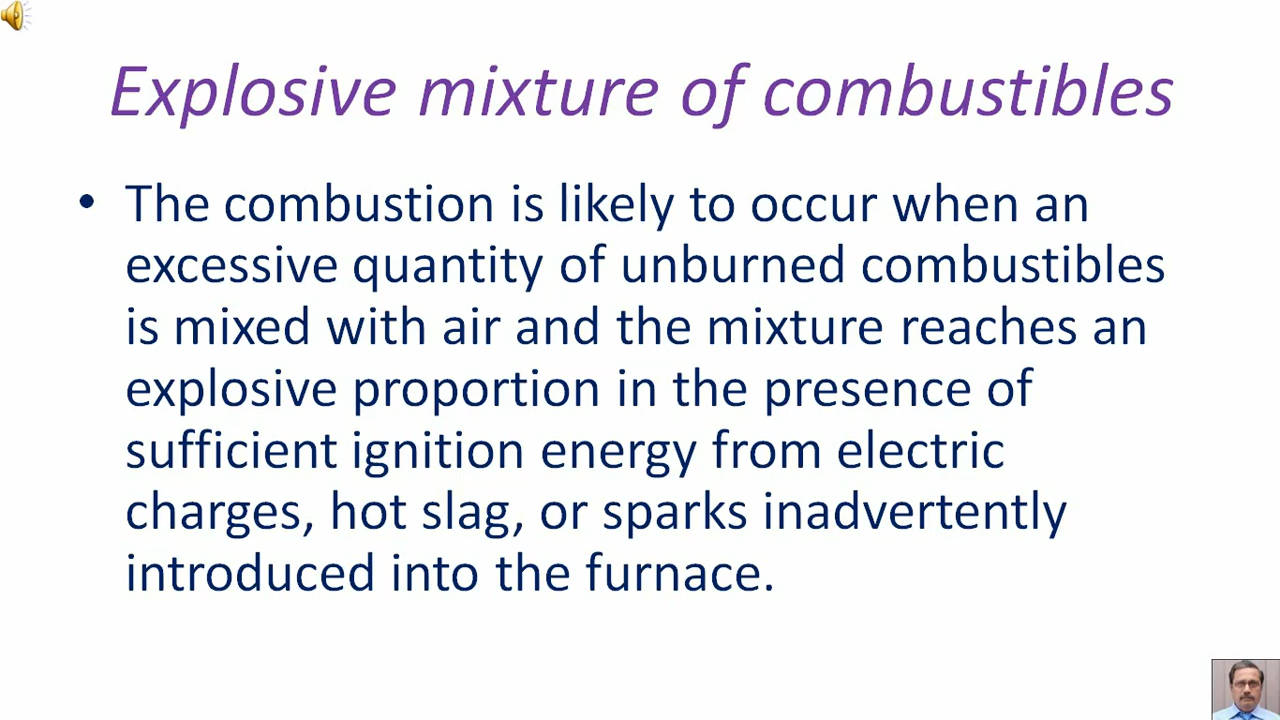 Explosive mixture of combustibles
• The combustion is likely to occur when an
excessive quantity of unburned combustibles
is mixed with air and the mixture reaches an
explosive proportion in the presence of
sufficient ignition energy from electric
charges, hot slag, or sparks inadvertently
introduced into the furnace.